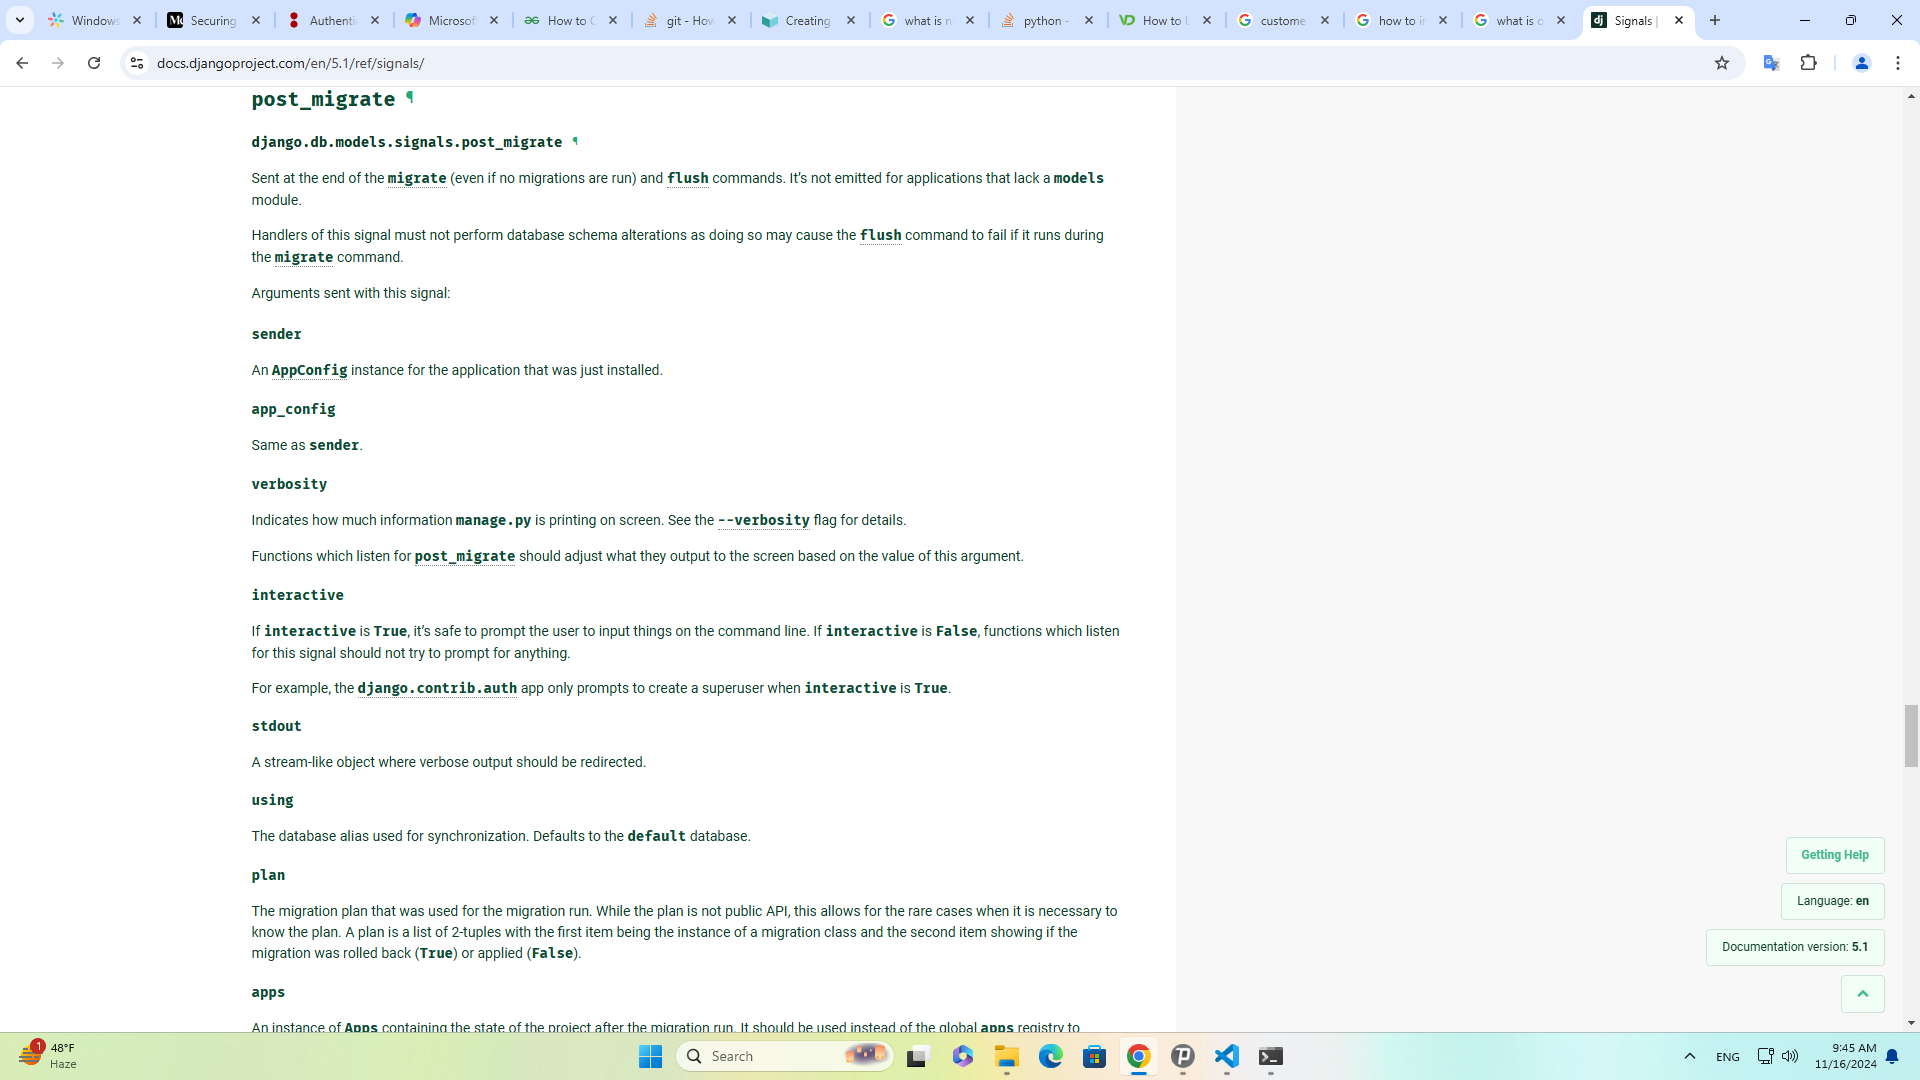 Windows
Securing
Authenti
Microsof
How to C
git - How
Creating
what is n
python -
How to U
custome
how to in
what is o
Signals |
docs.djangoproject.com/en/5.1/ref/signals/
post_migrate ¶
django.db.models.signals.post_migrate ¶
Sent at the end of the migrate (even if no migrations are run) and flush commands. It’s not emitted for applications that lack a models
module.
Handlers of this signal must not perform database schema alterations as doing so may cause the flush command to fail if it runs during
the migrate command.
Arguments sent with this signal:
sender
An AppConfig instance for the application that was just installed.
app_config
Same as sender.
verbosity
Indicates how much information manage.py is printing on screen. See the --verbosity flag for details.
Functions which listen for post_migrate should adjust what they output to the screen based on the value of this argument.
interactive
If interactive is True, it’s safe to prompt the user to input things on the command line. If interactive is False, functions which listen
for this signal should not try to prompt for anything.
For example, the django.contrib.auth app only prompts to create a superuser when interactive is True.
stdout
A stream-like object where verbose output should be redirected.
using
The database alias used for synchronization. Defaults to the default database.
plan
The migration plan that was used for the migration run. While the plan is not public API, this allows for the rare cases when it is necessary to
know the plan. A plan is a list of 2-tuples with the first item being the instance of a migration class and the second item showing if the
migration was rolled back (True) or applied (False).
apps
An instance of Apps containing the state of the project after the migration run. It should be used instead of the global apps registry to
Getting Help
Language: en
Documentation version: 5.1
1
48°F
Haze
Search
ENG
9:45 AM
11/16/2024